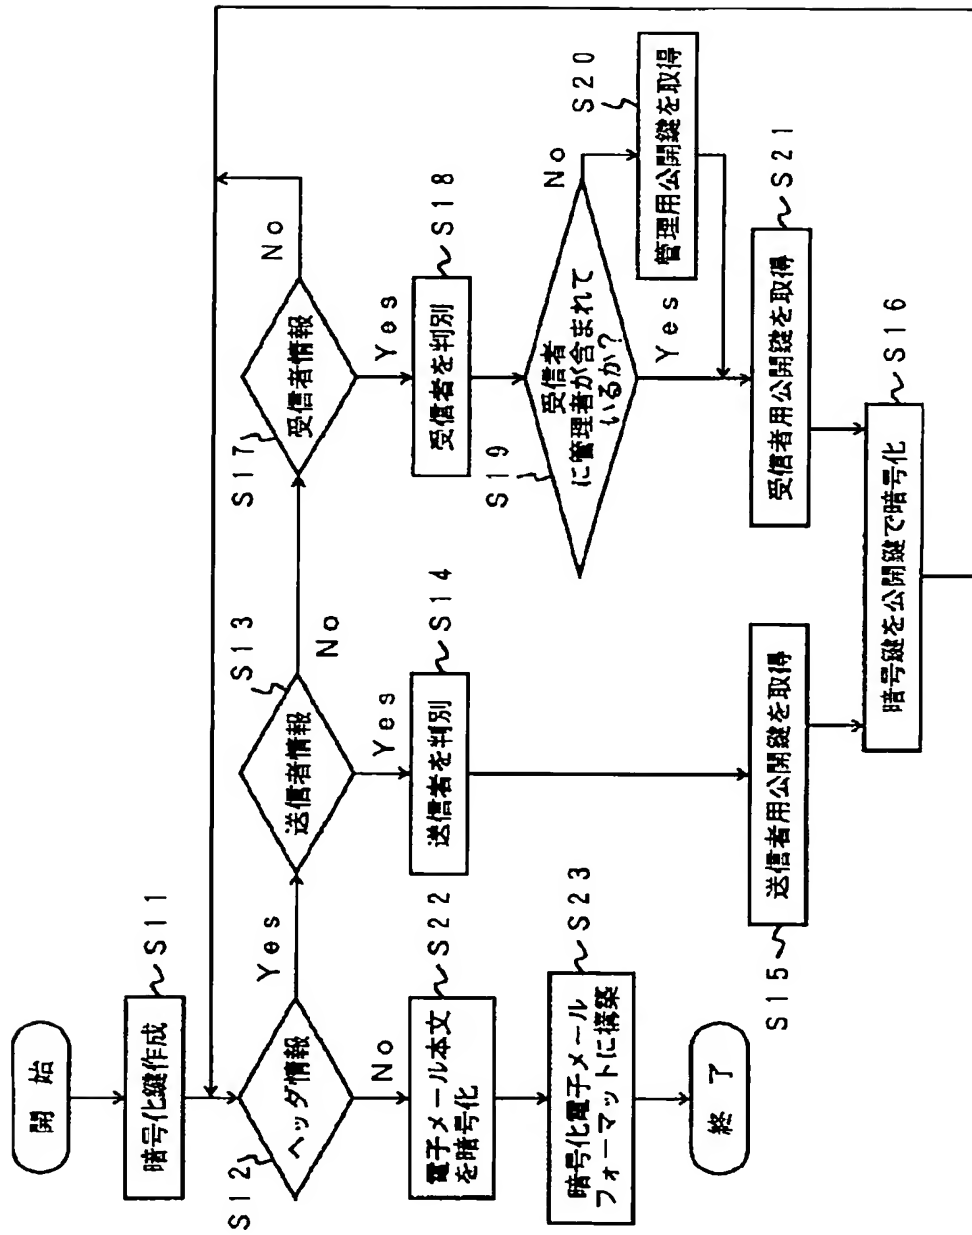 開始
暗号化鍵作成
S11
ヘッダ情報
S12
Yes
No
電子メール本文
を暗号化
S22
暗号化電子メール
フォーマットに構築
S23
終了
送信者情報
S13
No
Yes
送信者を判別
S14
送信者用公開鍵を取得
S15
暗号鍵を公開鍵で暗号化
S16
受信者情報
S17
No
Yes
受信者を判別
S18
受信者
に管理者が含まれて
いるか?
S19
No
Yes
管理用公開鍵を取得
S20
受信者用公開鍵を取得
S21